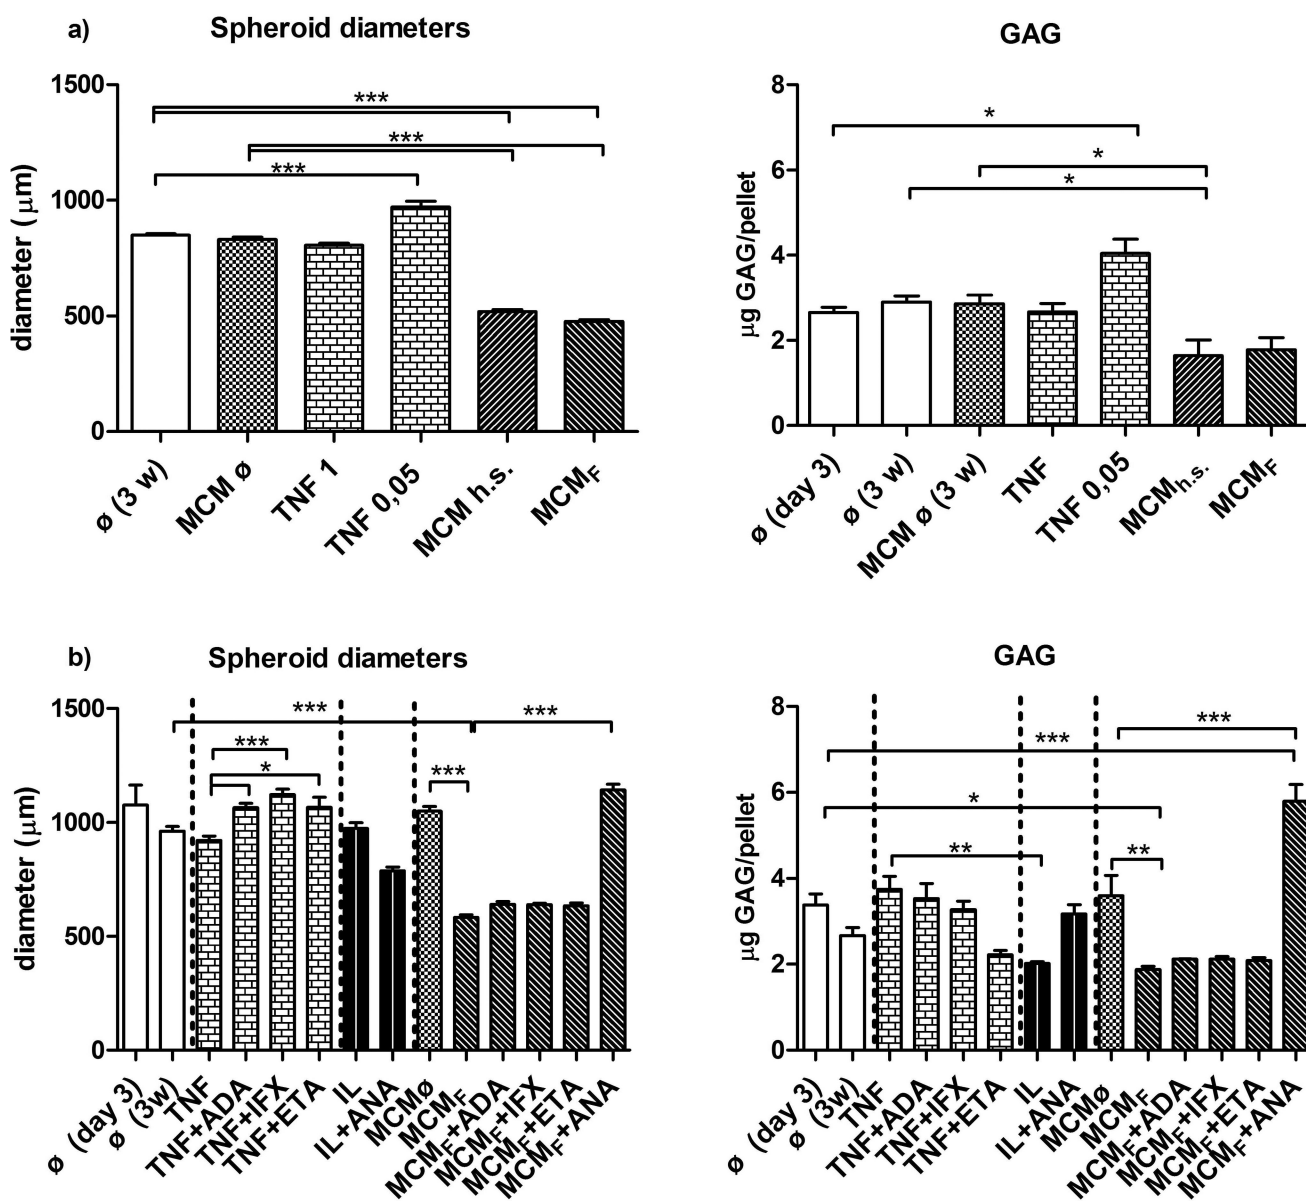 a)
Spheroid diameters
1500
1000
500
0
diameter ( μm)
***
***
***
ø (3 w)
MCM ø
TNF 1
TNF 0,05
MCM h.s.
MCMF
GAG
8
6
4
2
0
μg GAG/pellet
*
*
*
ø (day 3)
ø (3 w)
MCM ø (3 w)
TNF
TNF 0,05
MCMh.s.
MCMF
b)
Spheroid diameters
1500
1000
500
0
diameter (μm)
***
***
***
*
***
ø (day 3)
ø (3w)
TNF
TNF+ADA
TNF+IFX
TNF+ETA
IL
IL+ANA
MCMø
MCMF
MCMF+ADA
MCMF+IFX
MCMF+ETA
MCMF+ANA
GAG
8
6
4
2
0
μg GAG/pellet
***
***
*
**
**
ø (day 3)
ø (3w)
TNF
TNF+ADA
TNF+IFX
TNF+ETA
IL
IL+ANA
MCMø
MCMF
MCMF+ADA
MCMF+IFX
MCMF+ETA
MCMF+ANA